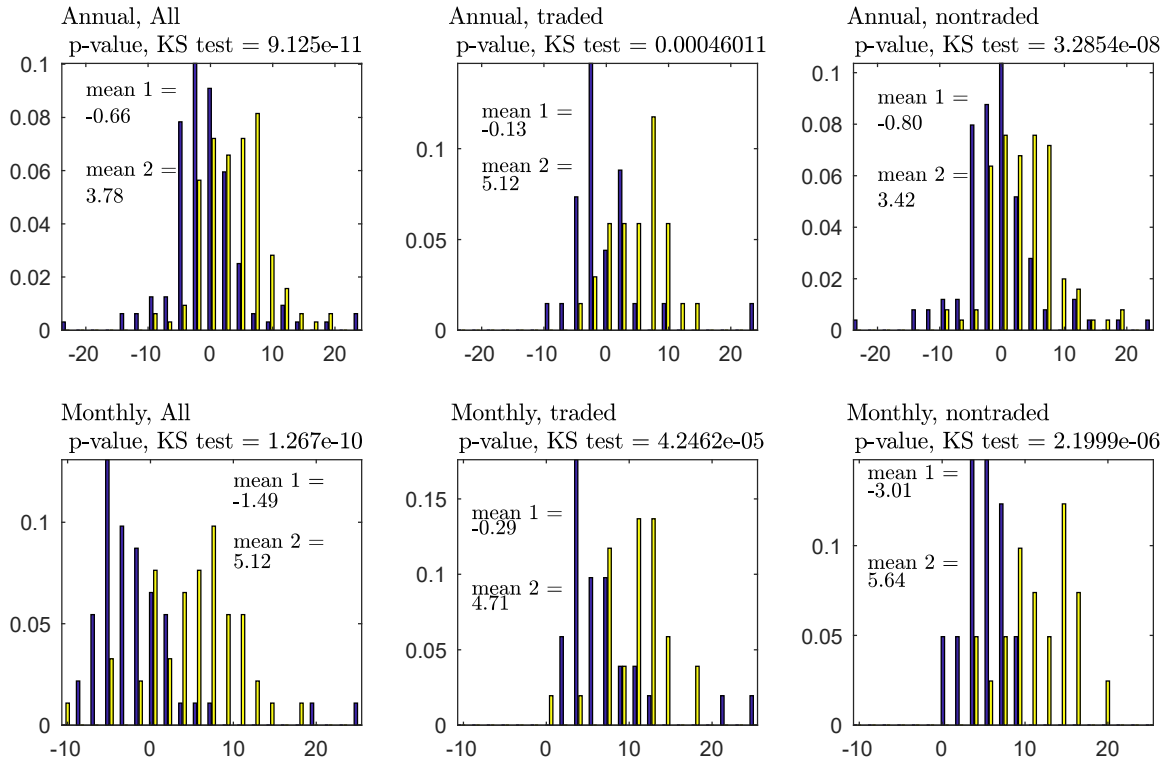 Annual, All
p-value, KS test = 9.125e-11
0.1
0.08
0.06
0.04
0.02
0
mean 1 =
-0.66
mean 2 =
3.78
-20
-10
0
10
20
Annual, traded
p-value, KS test = 0.00046011
0.1
0.05
0
mean 1 =
-0.13
mean 2 =
5.12
-20
-10
0
10
20
Annual, nontraded
p-value, KS test = 3.2854e-08
0.1
0.08
0.06
0.04
0.02
0
mean 1 =
-0.80
mean 2 =
3.42
-20
-10
0
10
20
Monthly, All
p-value, KS test = 1.267e-10
0.1
0.05
0
mean 1 =
-1.49
mean 2 =
5.12
-10
0
10
20
Monthly, traded
p-value, KS test = 4.2462e-05
0.15
0.1
0.05
0
mean 1 =
-0.29
mean 2 =
4.71
-10
0
10
20
Monthly, nontraded
p-value, KS test = 2.1999e-06
0.1
0.05
0
mean 1 =
-3.01
mean 2 =
5.64
-10
0
10
20